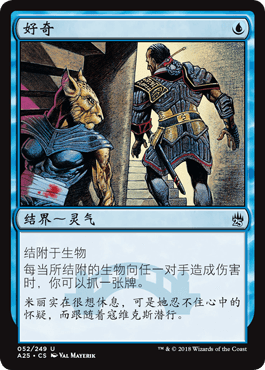 好奇
结界～灵气
结附于生物
每当所结附的生物向任一对手造成伤害
时，你可以抓一张牌。
米丽实在很想休息，可是她忍不住心中的
怀疑，而跟随着寇维克斯潜行。
052/249 U
A25 • CS VAL MAYERIK
™ & © 2018 Wizards of the Coast